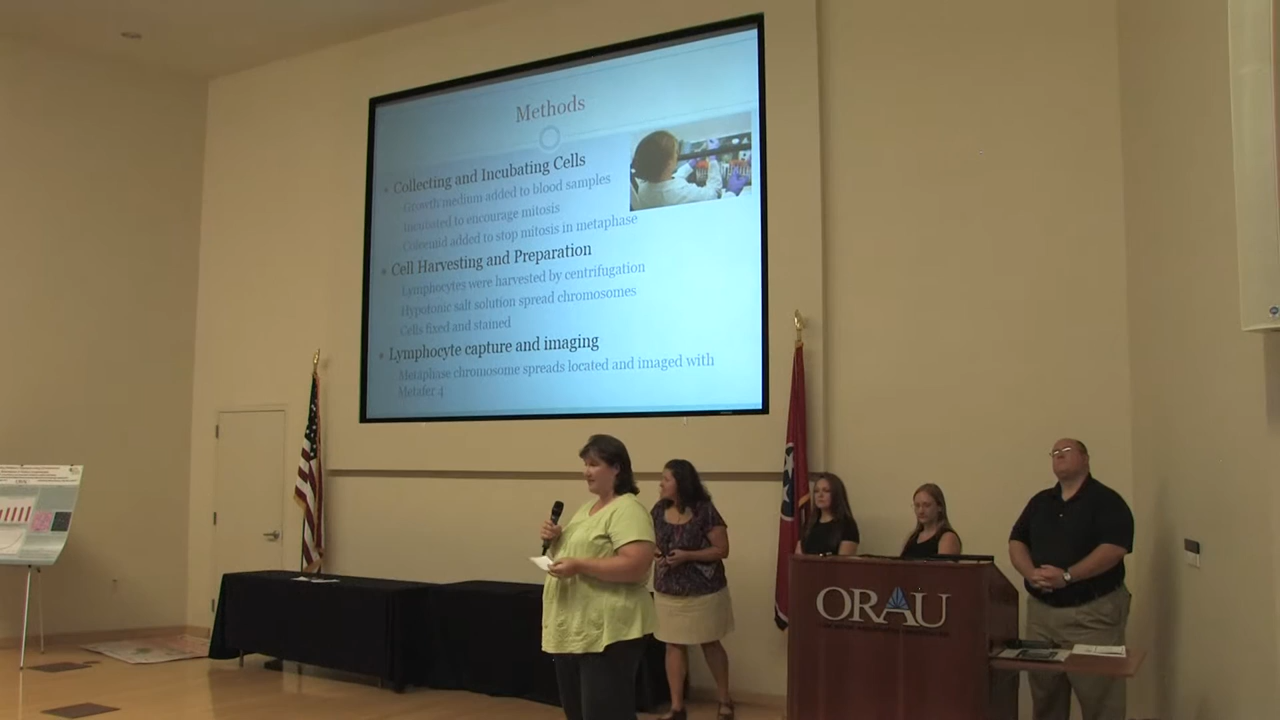 Methods
Collecting and Incubating Cells
Growth medium added to blood samples
Incubated to encourage mitosis
Colcemid added to stop mitosis in metaphase
Cell Harvesting and Preparation
Lymphocytes were harvested by centrifugation
Hypotonic salt solution spread chromosomes
Cells fixed and stained
Lymphocyte capture and imaging
Metaphase chromosome spreads located and imaged with
Metafer 4
ORAU